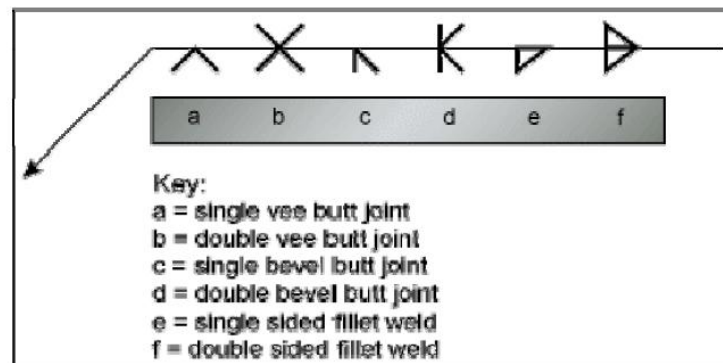 a b c d e f
Key:
a = single vee butt joint
b = double vee butt joint
c = single bevel butt joint
d = double bevel butt joint
e = single sided fillet weld
f = double sided fillet weld